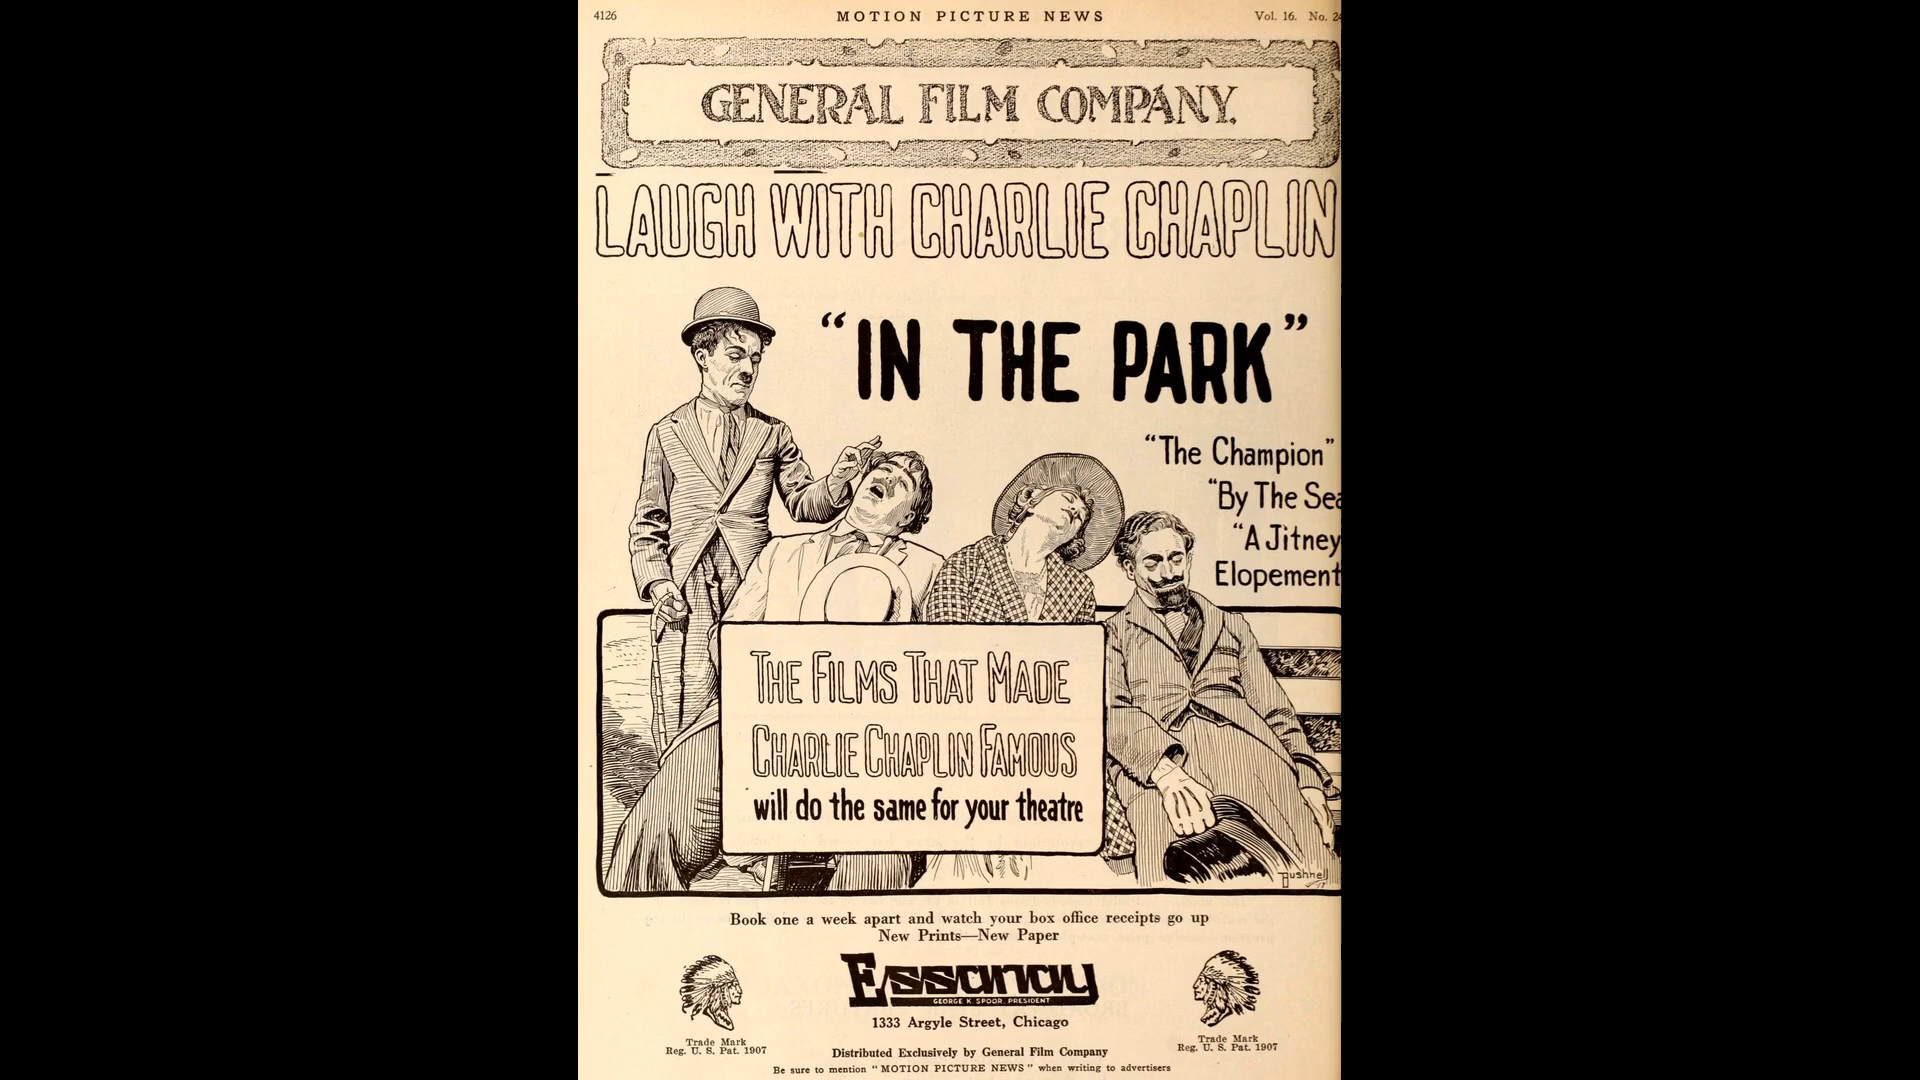 4126
MOTION PICTURE NEWS
Vol. 16. No. 24
GENERAL FILM COMPANY.
LAUGH WITH CHARLIE CHAPLIN
"IN THE PARK"
"The Champion"
"By The Sea
"A Jitney
Elopement
THE FILMS THAT MADE
CHARLIE CHAPLIN FAMOUS
will do the same for your theatre
Bushnell
17
Book one a week apart and watch your box office receipts go up
New Prints—New Paper
Essanay
GEORGE K. SPOOR, PRESIDENT
1333 Argyle Street, Chicago
Trade Mark
Reg. U. S. Pat. 1907
Trade Mark
Reg. U. S. Pat. 1907
Distributed Exclusively by General Film Company
Be sure to mention "MOTION PICTURE NEWS" when writing to advertisers